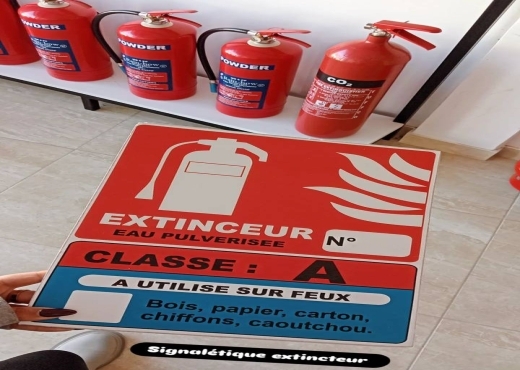 POWDER
POWDER
POWDER
CO₂
EXTINCEUR
EAU PULVERISEE
N°
CLASSE : A
A UTILISE SUR FEUX
Bois, papier, carton,
chiffons, caoutchou.
Signalétique extincteur